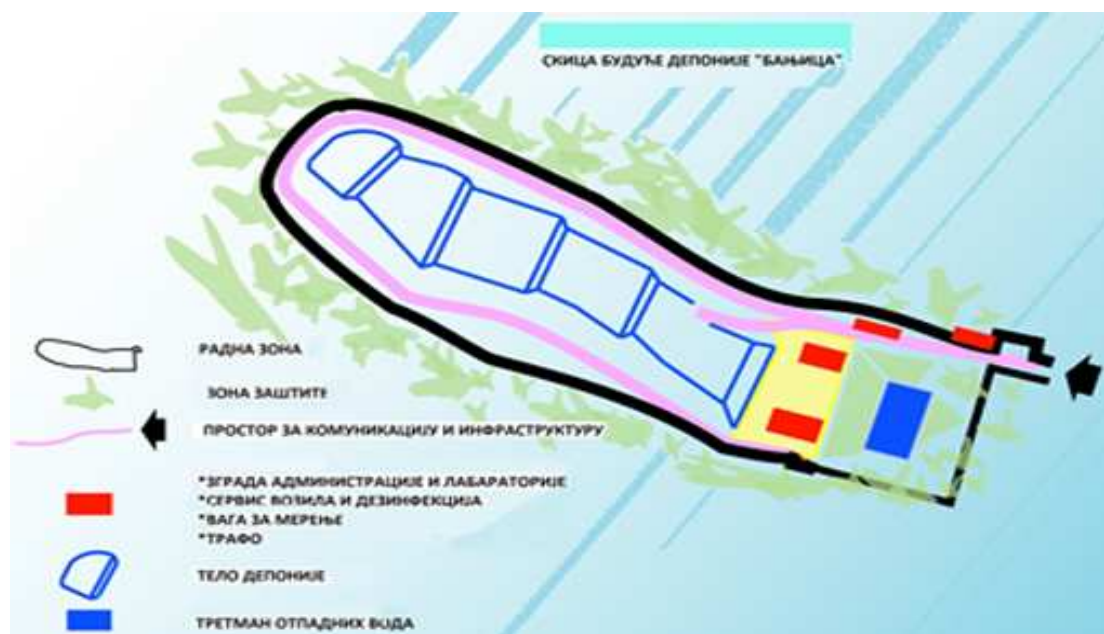 СКИЦА БУДУЋЕ ДЕПОНИЈЕ "БАЊИЦА"
РАДНА ЗОНА
ЗОНА ЗАШТИТЕ
ПРОСТОР ЗА КОМУНИКАЦИЈУ И ИНФРАСТРУКТУРУ
*ЗГРАДА АДМИНИСТРАЦИЈЕ И ЛАБАРАТОРИЈЕ
*СЕРВИС ВОЗИЛА И ДЕЗИНФЕКЦИЈА
*ВАГА ЗА МЕРЕЊЕ
*ТРАФО
ТЕЛО ДЕПОНИЈЕ
ТРЕТМАН ОТПАДНИХ ВОДА